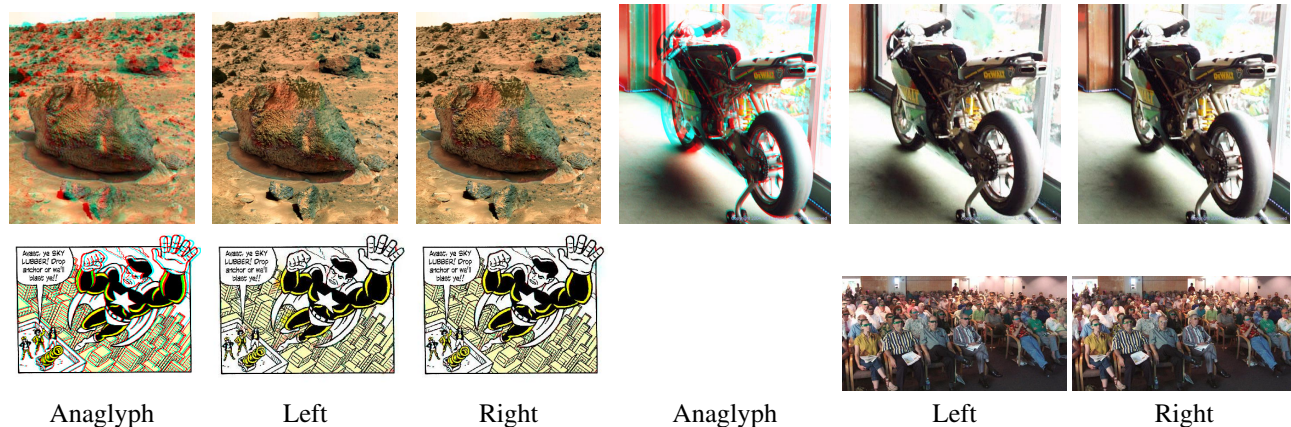 DEWALT
DEWALT
DEWALT
Avast, ye SKY
LUBBER! Drop
anchor or we'll
blast ye!!
Avast, ye SKY
LUBBER! Drop
anchor or we'll
blast ye!!
Avast, ye SKY
LUBBER! Drop
anchor or we'll
blast ye!!
Anaglyph Left Right Anaglyph Left Right